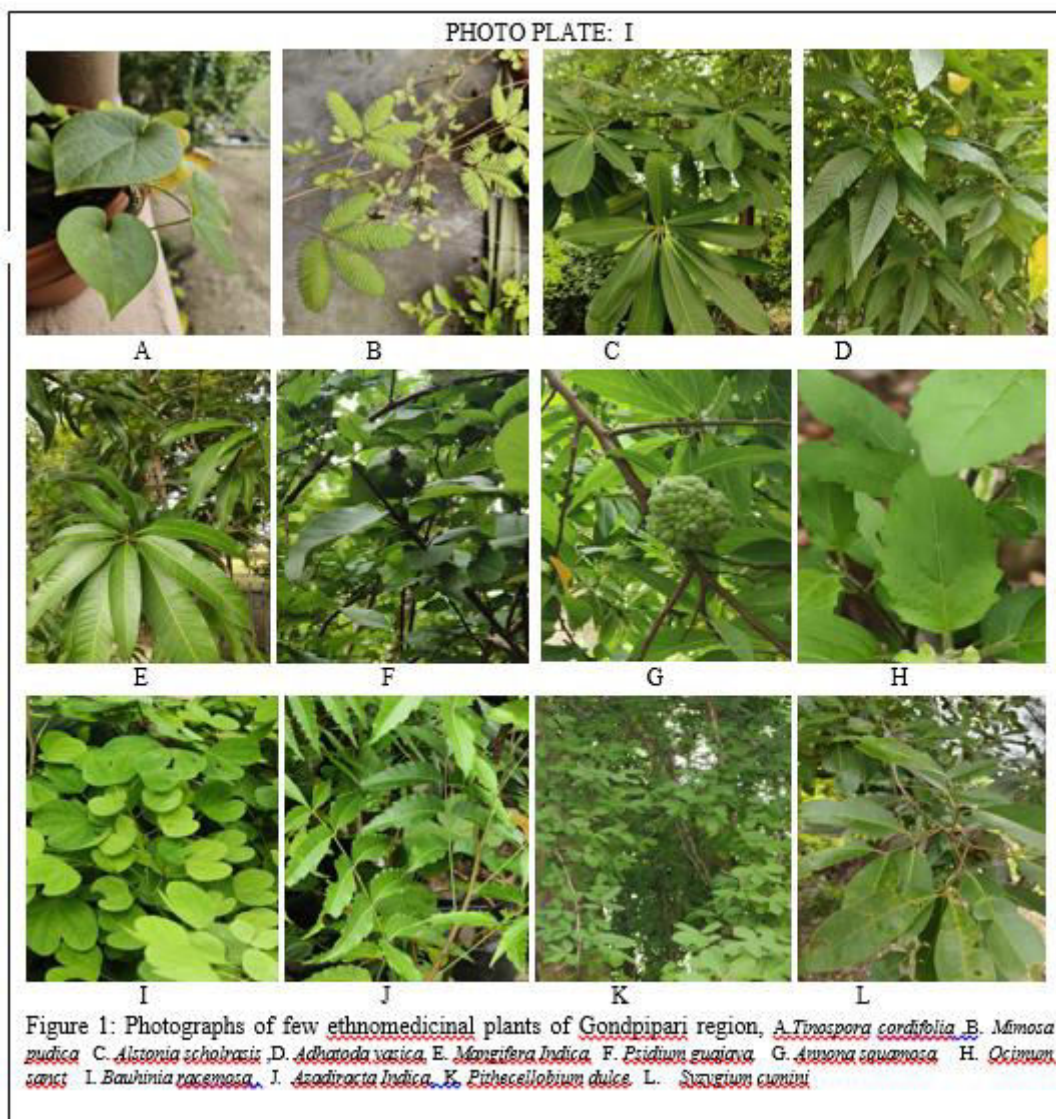 PHOTO PLATE: I
A B C D
E F G H
I J K L
Figure 1: Photographs of few ethnomedicinal plants of Gondpipari region, A.Tinospora cordifolia B. Mimosa
pudica C. Alstonia scholrasis ,D. Adhatoda vasica, E. Mangifera Indica, F. Psidium guajava G. Annona squamosa H. Ocimum
sanct I. Bauhinia racemosa, J. Azadiracta Indica, K. Pithecellobium dulce, L. Syzygium cumini